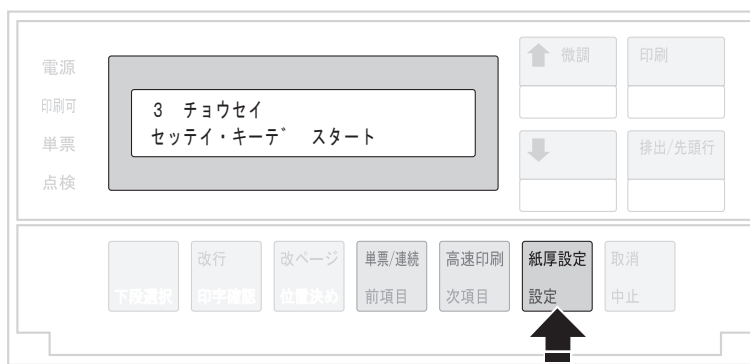 電源
印刷可
単票
点検
3 チョウセイ
セッテイ・キーデ スタート
微調
印刷
排出/先頭行
下段選択
改行
印字確認
改ページ
位置決め
単票/連続
前項目
高速印刷
次項目
紙厚設定
設定
取消
中止